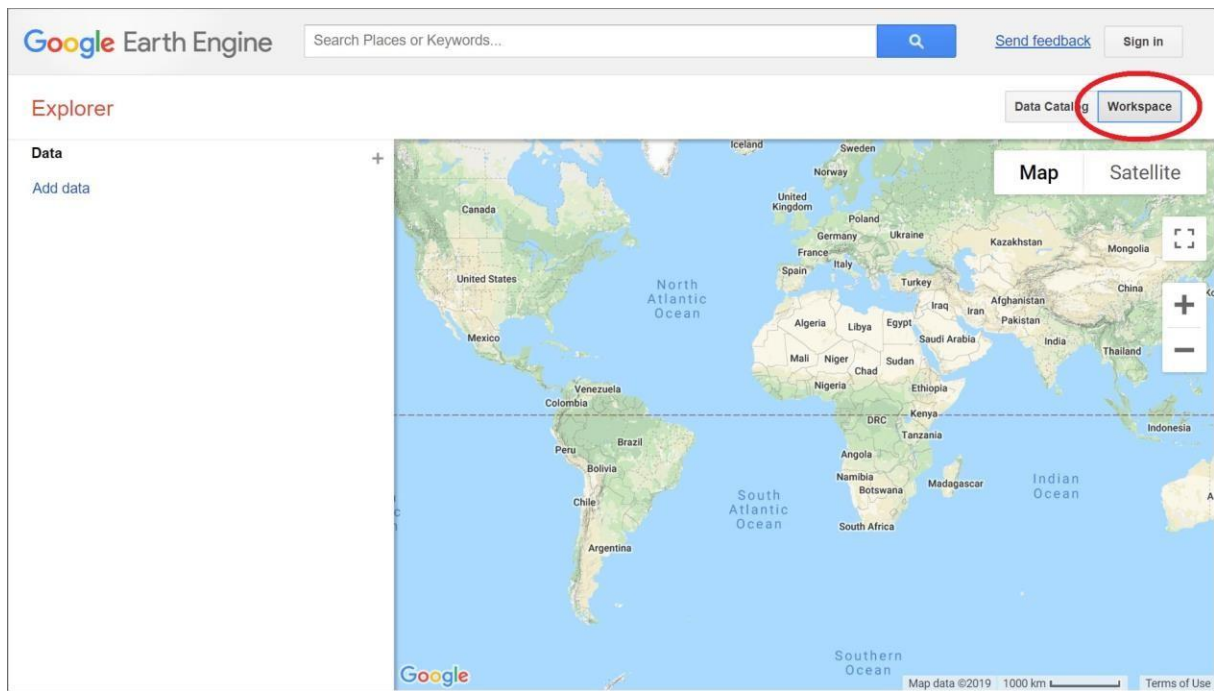 Google Earth Engine
Search Places or Keywords...
Send feedback
Sign in
Explorer
Data Catalog
Workspace
Data
+
Add data
Map
Satellite
Iceland
Sweden
Norway
Canada
United
Kingdom
Poland
Germany
Ukraine
Kazakhstan
Mongolia
France
Italy
Spain
United States
North
Atlantic
Ocean
Turkey
China
Iraq
Iran
Afghanistan
Pakistan
+
Algeria
Libya
Egypt
Saudi Arabia
India
Mexico
Thailand
−
Mali
Niger
Chad
Sudan
Nigeria
Ethiopia
Venezuela
Colombia
DRC
Kenya
Tanzania
Indonesia
Brazil
Peru
Angola
Bolivia
Namibia
Botswana
Madagascar
Indian
Ocean
Chile
South
Atlantic
Ocean
South Africa
Argentina
Southern
Ocean
Google
Map data ©2019
1000 km
Terms of Use